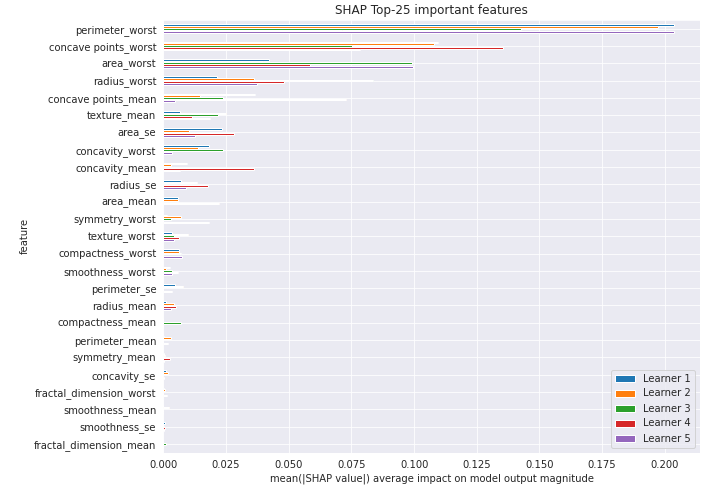 SHAP Top-25 important features
perimeter_worst
concave points_worst
area_worst
radius_worst
concave points_mean
texture_mean
area_se
concavity_worst
concavity_mean
radius_se
area_mean
symmetry_worst
texture_worst
compactness_worst
smoothness_worst
perimeter_se
radius_mean
compactness_mean
perimeter_mean
symmetry_mean
concavity_se
fractal_dimension_worst
smoothness_mean
smoothness_se
fractal_dimension_mean
feature
Learner 1
Learner 2
Learner 3
Learner 4
Learner 5
0.000 0.025 0.050 0.075 0.100 0.125 0.150 0.175 0.200
mean(|SHAP value|) average impact on model output magnitude